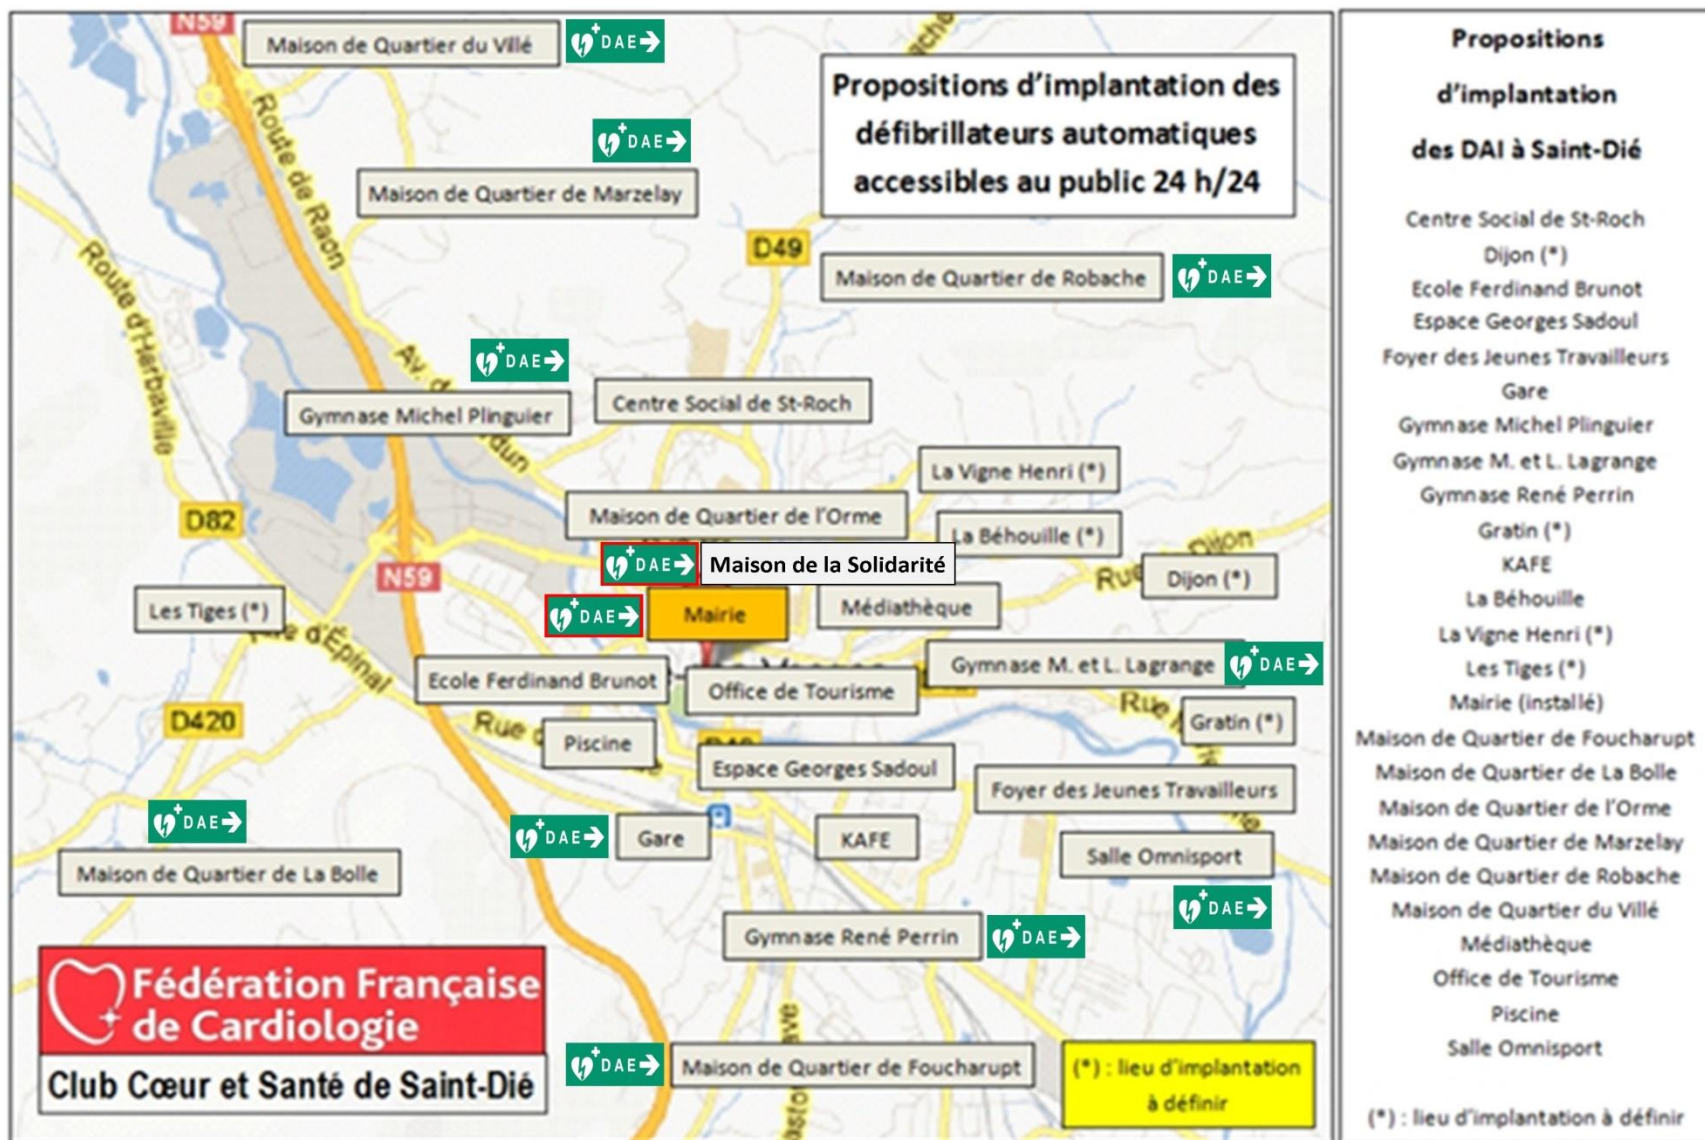 N59
Maison de Quartier du Villé
DAE
Propositions d'implantation des
défibrillateurs automatiques
accessibles au public 24 h/24
Route de Raon
DAE
Maison de Quartier de Marzelay
D49
Maison de Quartier de Robache
DAE
Route d'Herbaville
DAE
Av. de
dun
Gymnase Michel Plinguier
Centre Social de St-Roch
La Vigne Henri (*)
D82
Maison de Quartier de l'Orme
La Béhouille (*)
Dijon
Rue
DAE
Maison de la Solidarité
N59
Dijon (*)
Les Tiges (*)
DAE
Mairie
Médiathèque
d'Épinal
Ecole Ferdinand Brunot
Office de Tourisme
Gymnase M. et L. Lagrange
DAE
D420
Rue d
Piscine
Rue
Gratin (*)
Espace Georges Sadoul
Foyer des Jeunes Travailleurs
DAE
DAE
Gare
KAFE
Salle Omnisport
Maison de Quartier de La Bolle
DAE
Gymnase René Perrin
DAE
Fédération Française
de Cardiologie
Club Cœur et Santé de Saint-Dié
DAE
Maison de Quartier de Foucharupt
(*) : lieu d'implantation
à définir
Propositions
d'implantation
des DAI à Saint-Dié
Centre Social de St-Roch
Dijon (*)
Ecole Ferdinand Brunot
Espace Georges Sadoul
Foyer des Jeunes Travailleurs
Gare
Gymnase Michel Plinguier
Gymnase M. et L. Lagrange
Gymnase René Perrin
Gratin (*)
KAFE
La Béhouille
La Vigne Henri (*)
Les Tiges (*)
Mairie (installé)
Maison de Quartier de Foucharupt
Maison de Quartier de La Bolle
Maison de Quartier de l'Orme
Maison de Quartier de Marzelay
Maison de Quartier de Robache
Maison de Quartier du Villé
Médiathèque
Office de Tourisme
Piscine
Salle Omnisport
(*) : lieu d'implantation à définir